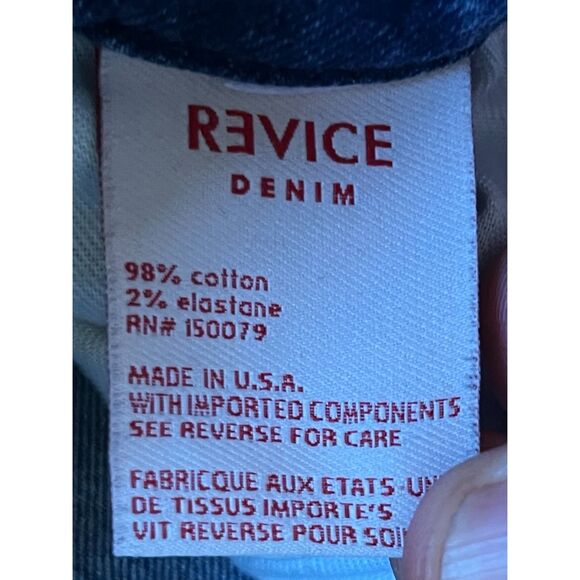 RƎVICE
DENIM
98% cotton
2% elastane
RN# 150079
MADE IN U.S.A.
WITH IMPORTED COMPONENTS
SEE REVERSE FOR CARE
FABRICQUE AUX ETATS-UN
DE TISSUS IMPORTE'S
VIT REVERSE POUR SOI